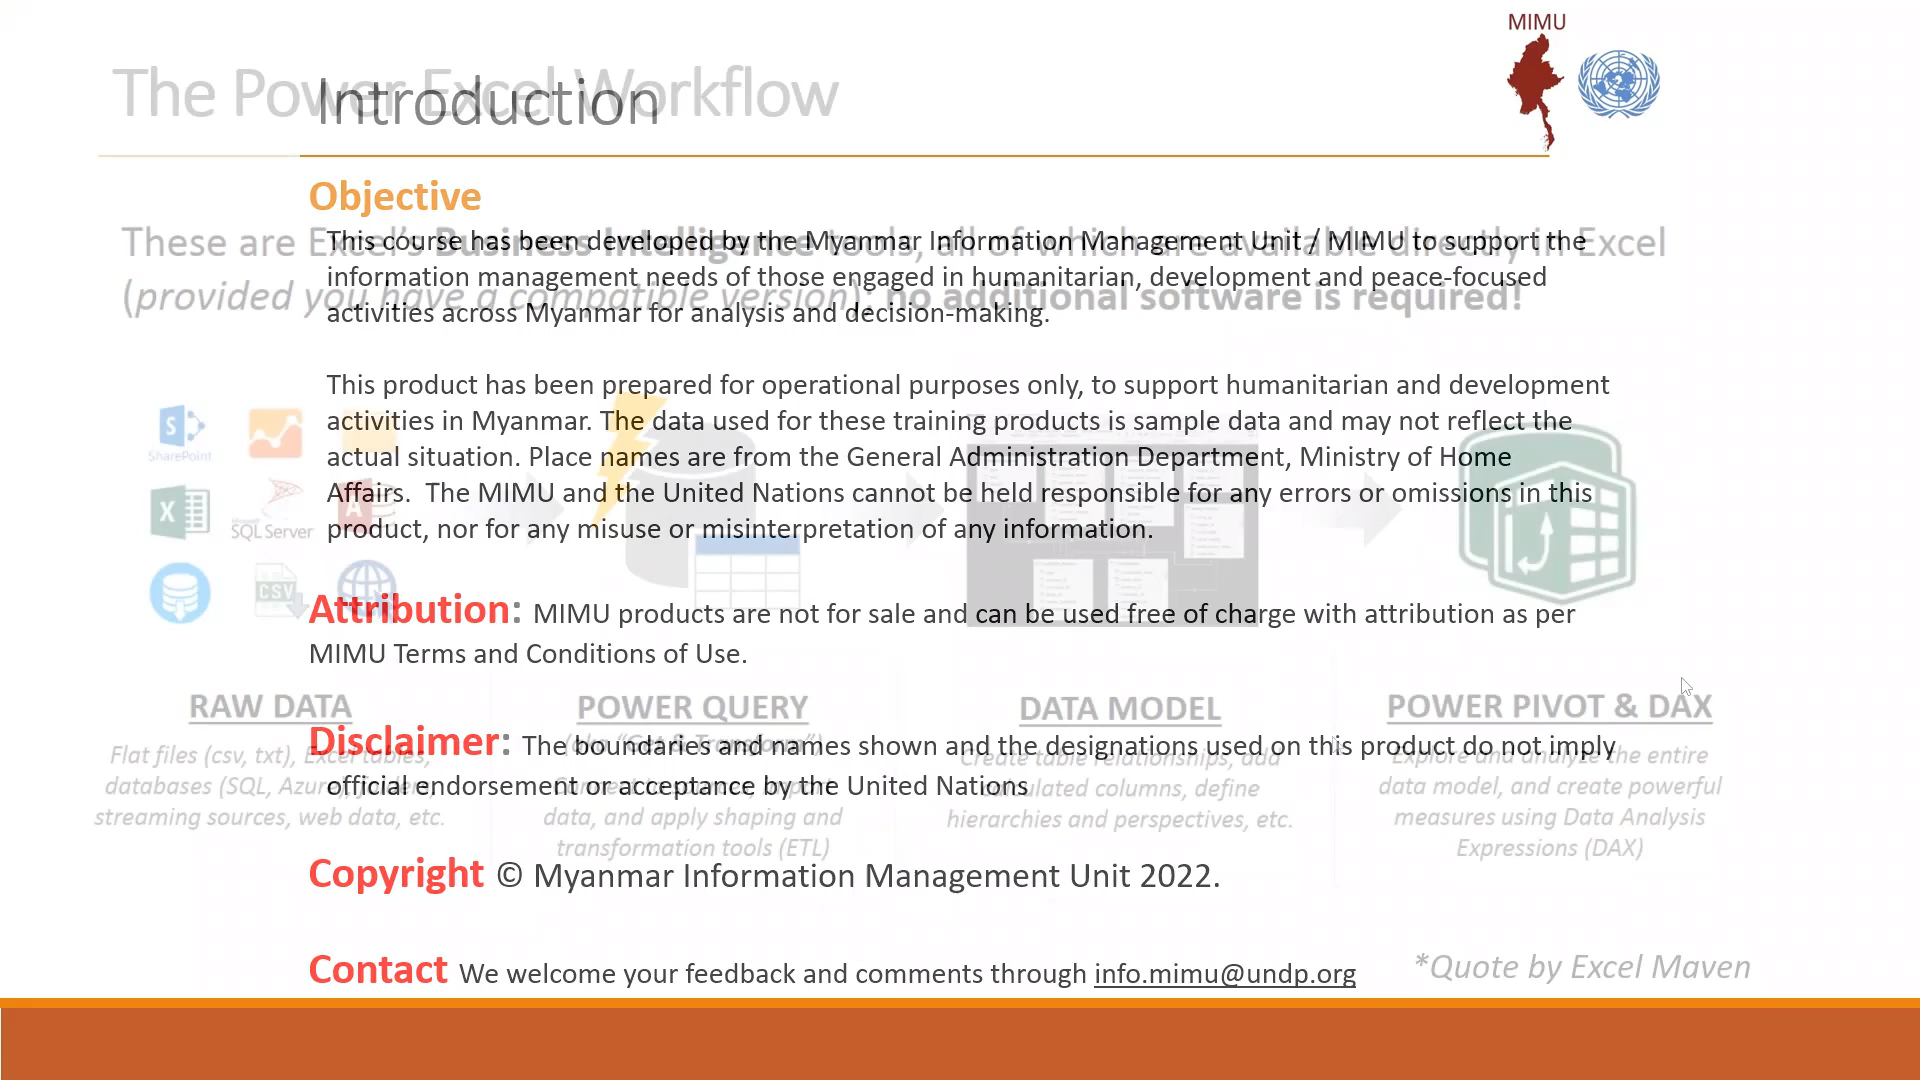 MIMU
The Power Excel Workflow
Introduction
Objective
These are Excel's Business Intelligence tools, all of which are available directly in Excel
(provided you have a compatible version); no additional software is required!
This course has been developed by the Myanmar Information Management Unit / MIMU to support the
information management needs of those engaged in humanitarian, development and peace-focused
activities across Myanmar for analysis and decision-making.
This product has been prepared for operational purposes only, to support humanitarian and development
activities in Myanmar. The data used for these training products is sample data and may not reflect the
actual situation. Place names are from the General Administration Department, Ministry of Home
Affairs. The MIMU and the United Nations cannot be held responsible for any errors or omissions in this
product, nor for any misuse or misinterpretation of any information.
SharePoint
SQL Server
CSV
Attribution: MIMU products are not for sale and can be used free of charge with attribution as per
MIMU Terms and Conditions of Use.
RAW DATA
Flat files (csv, txt), Excel tables,
databases (SQL, Azure), folders,
streaming sources, web data, etc.
POWER QUERY
(aka "Get & Transform")
data, and apply shaping and
transformation tools (ETL)
DATA MODEL
Create table relationships, add
calculated columns, define
hierarchies and perspectives, etc.
POWER PIVOT & DAX
Explore and analyze the entire
data model, and create powerful
measures using Data Analysis
Expressions (DAX)
Disclaimer: The boundaries and names shown and the designations used on this product do not imply
official endorsement or acceptance by the United Nations
Copyright © Myanmar Information Management Unit 2022.
Contact We welcome your feedback and comments through info.mimu@undp.org
*Quote by Excel Maven